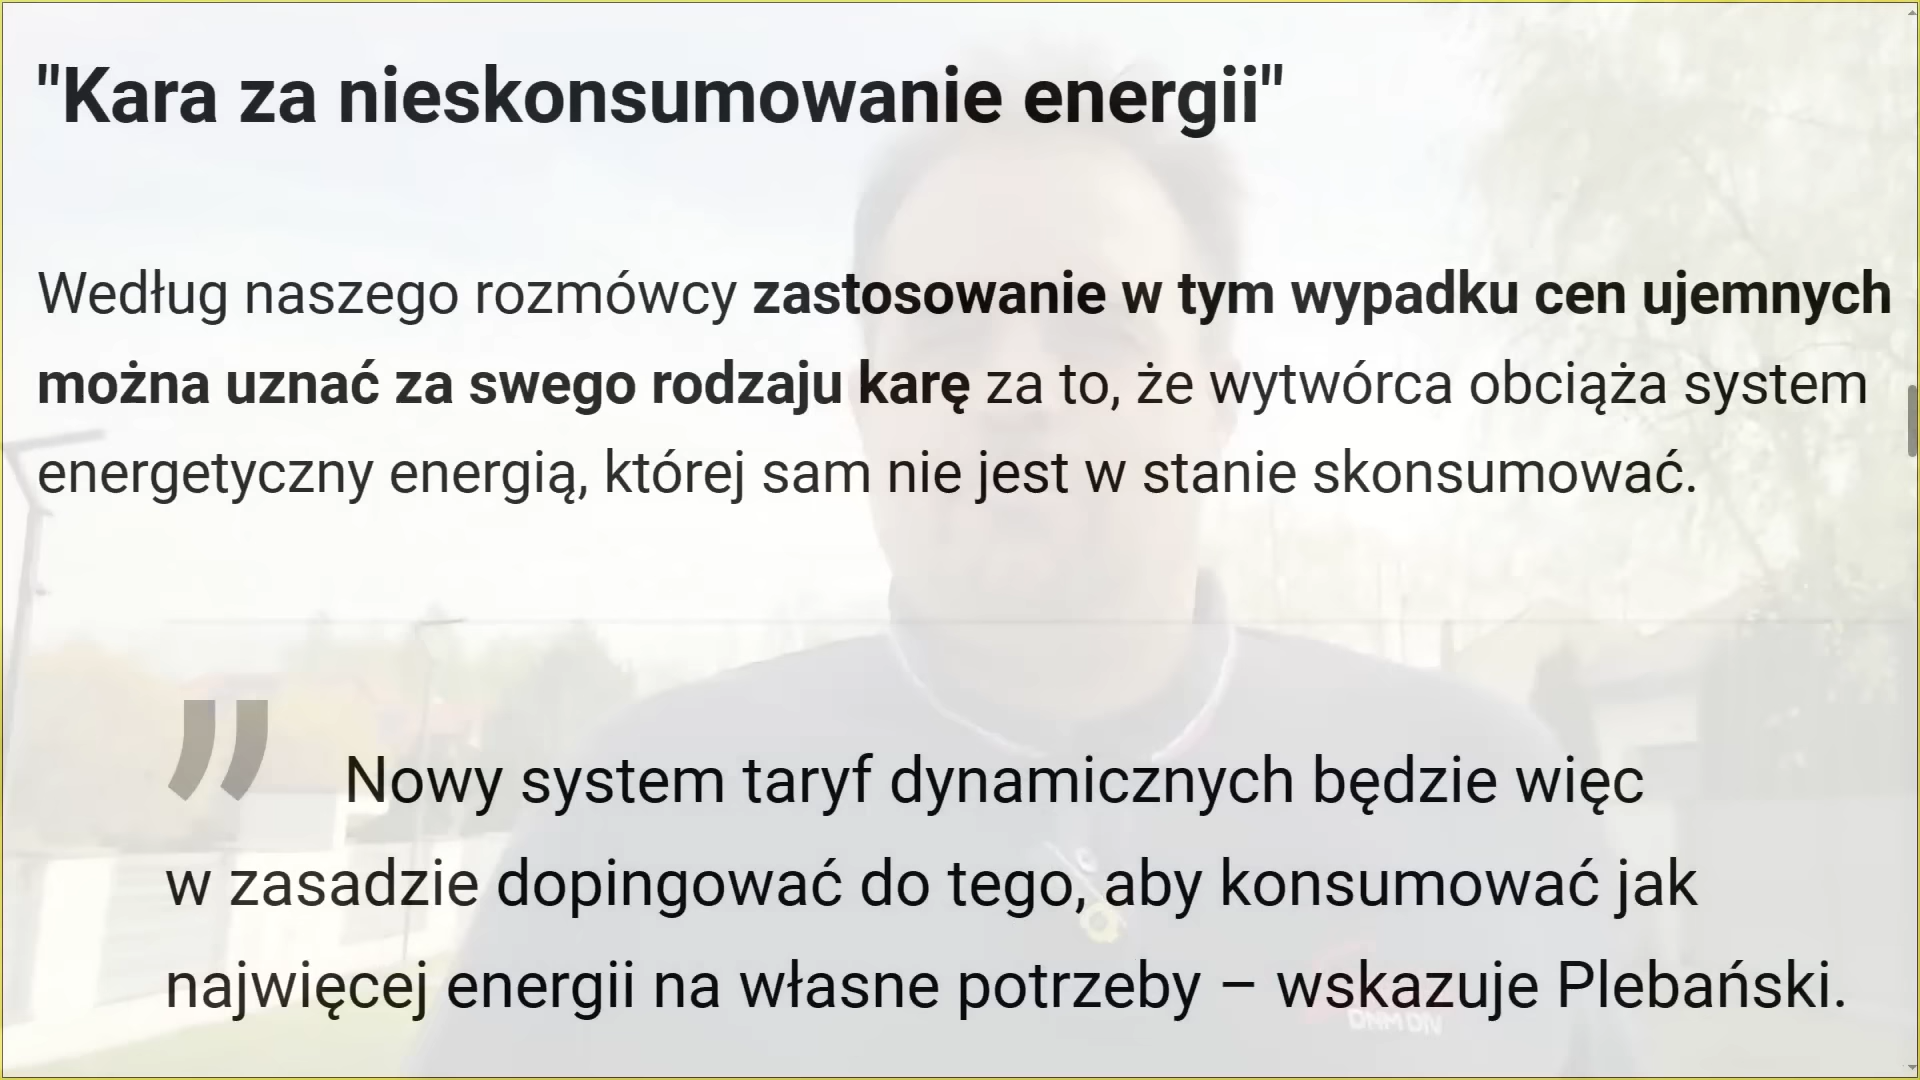 "Kara za nieskonsumowanie energii"
Według naszego rozmówcy zastosowanie w tym wypadku cen ujemnych
można uznać za swego rodzaju karę za to, że wytwórca obciąża system
energetyczny energią, której sam nie jest w stanie skonsumować.
” Nowy system taryf dynamicznych będzie więc
w zasadzie dopingować do tego, aby konsumować jak
najwięcej energii na własne potrzeby – wskazuje Plebański.